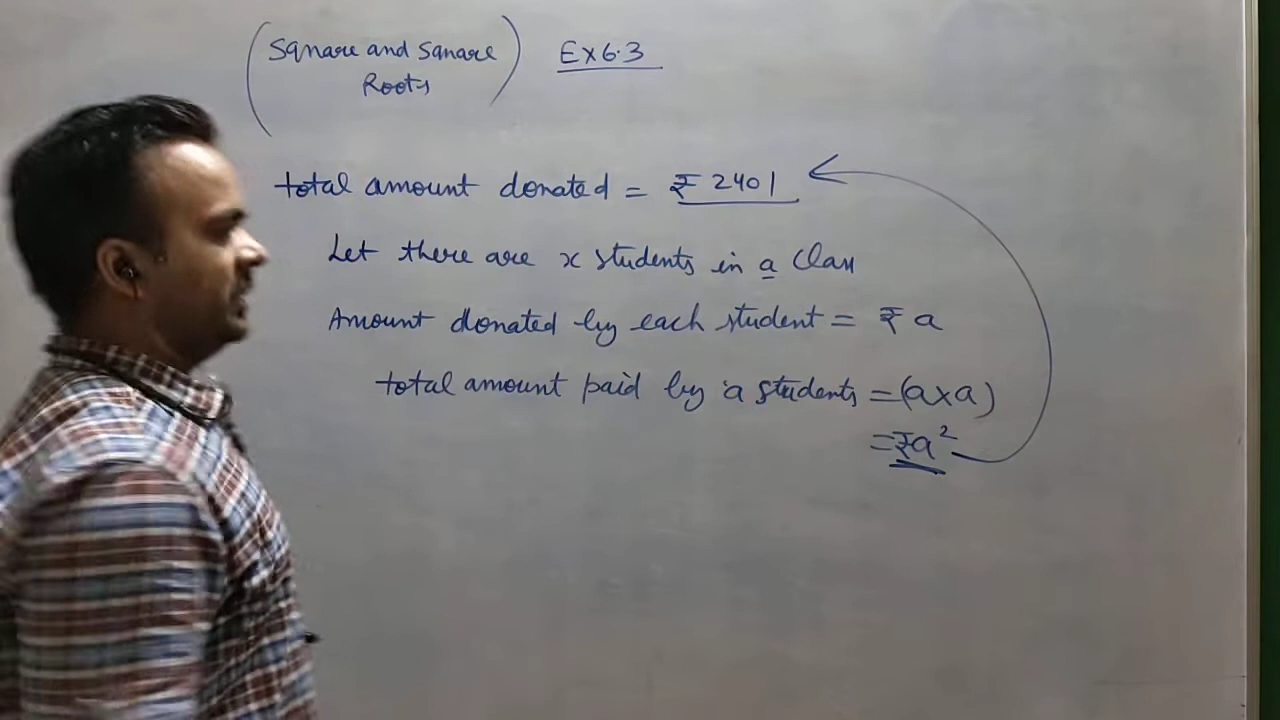 (Square and Square Roots) Ex 6.3
total amount donated = ₹ 2401
Let there are x students in a Class
Amount donated by each student = ₹ a
total amount paid by a students = (a×a)
= ₹a²